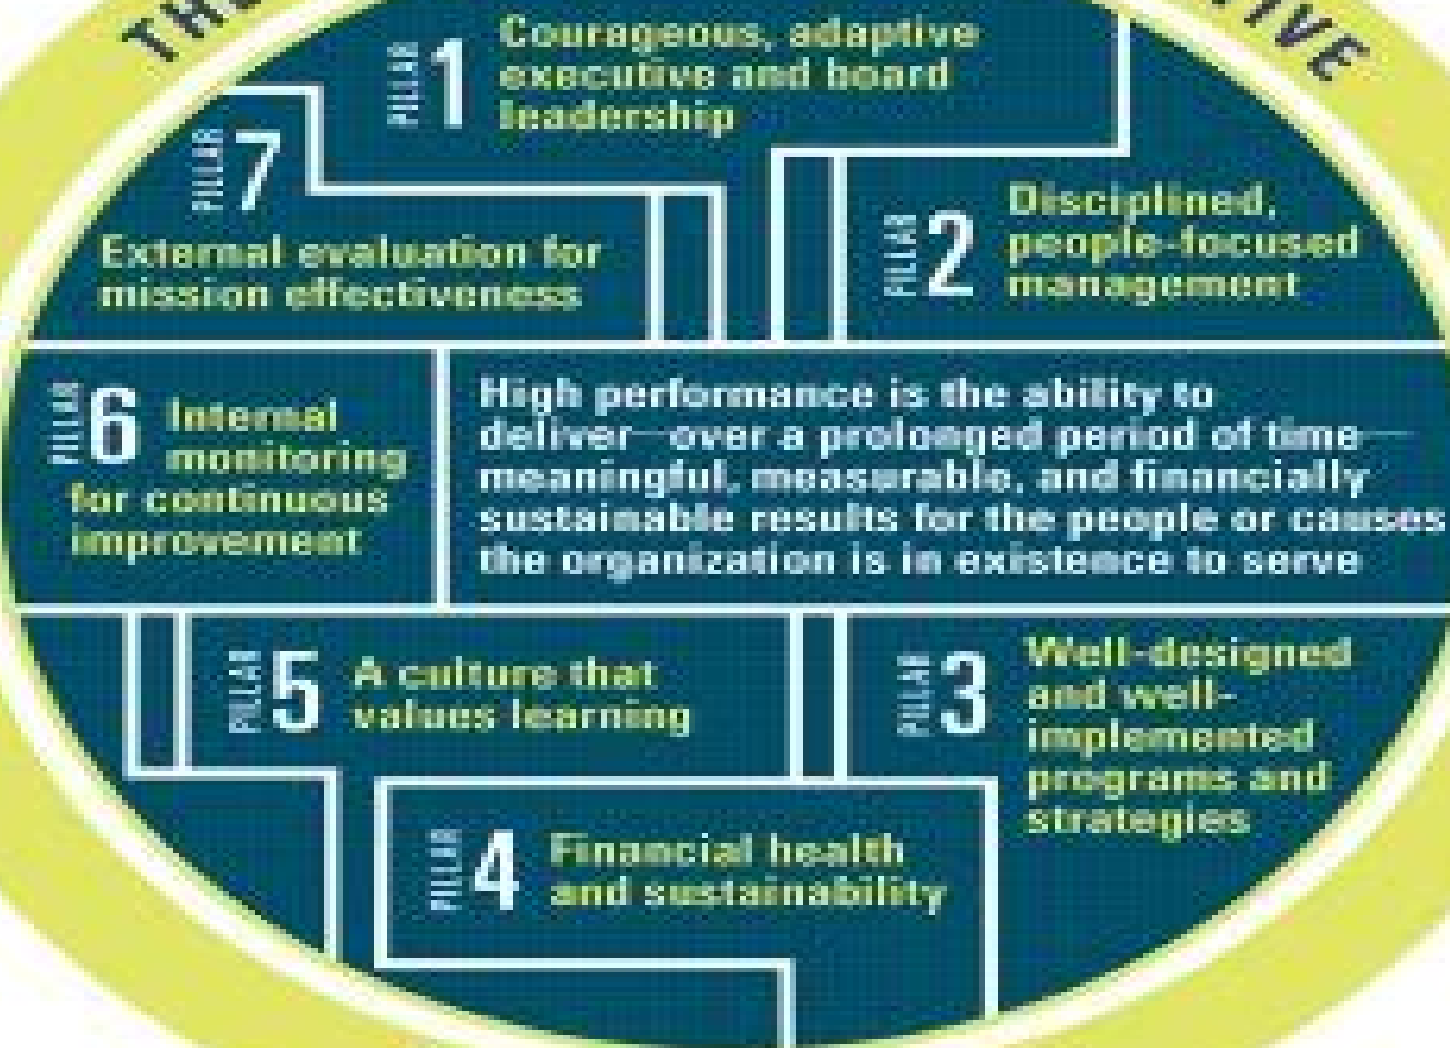 PILLAR 1
Courageous, adaptive
executive and board
leadership
PILLAR 7
External evaluation for
mission effectiveness
PILLAR 2
Disciplined,
people-focused
management
PILLAR 6
Internal
monitoring
for continuous
improvement
High performance is the ability to
deliver—over a prolonged period of time—
meaningful, measurable, and financially
sustainable results for the people or causes
the organization is in existence to serve
PILLAR 5
A culture that
values learning
PILLAR 3
Well-designed
and well-
implemented
programs and
strategies
PILLAR 4
Financial health
and sustainability